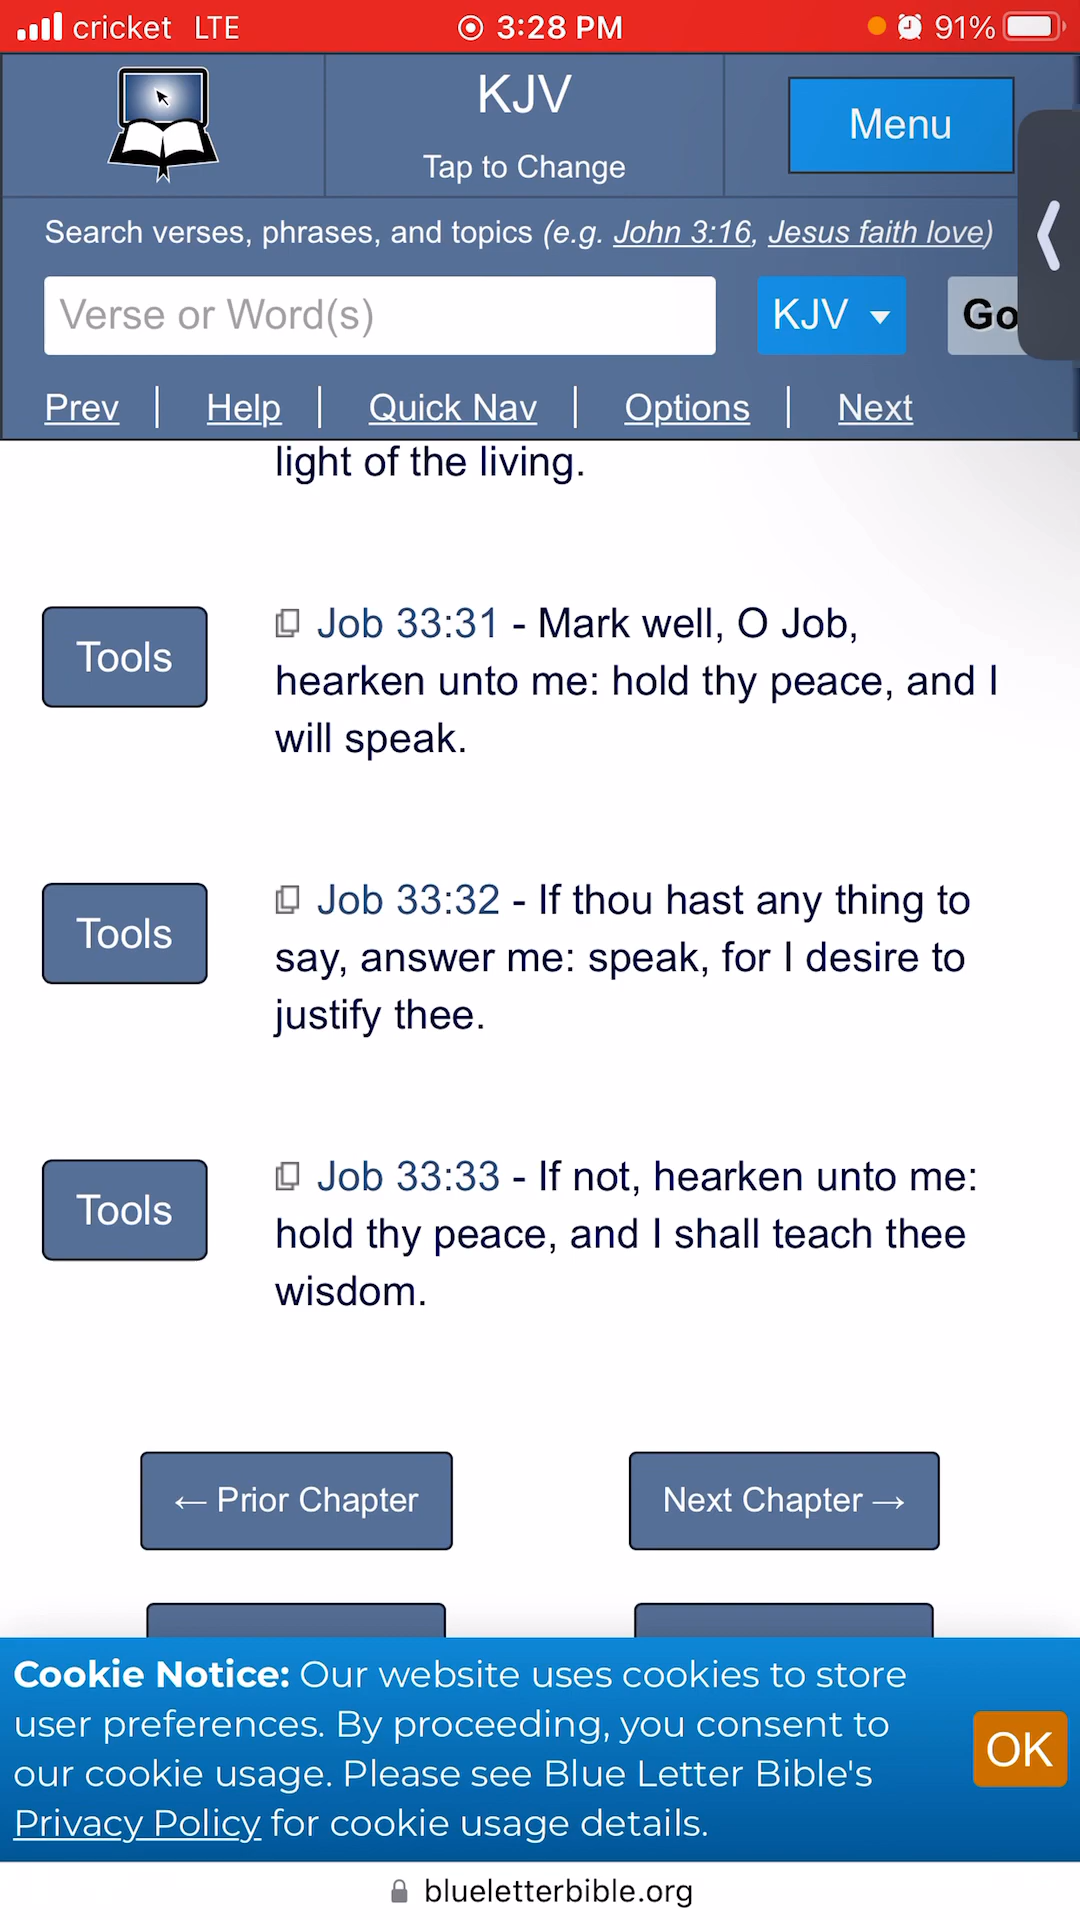 cricket LTE 3:28 PM 91%
KJV
Tap to Change
Menu
Search verses, phrases, and topics (e.g. John 3:16, Jesus faith love)
Verse or Word(s) KJV Go
Prev | Help | Quick Nav | Options | Next
light of the living.
Tools
Job 33:31 - Mark well, O Job,
hearken unto me: hold thy peace, and I
will speak.
Tools
Job 33:32 - If thou hast any thing to
say, answer me: speak, for I desire to
justify thee.
Tools
Job 33:33 - If not, hearken unto me:
hold thy peace, and I shall teach thee
wisdom.
← Prior Chapter Next Chapter →
Cookie Notice: Our website uses cookies to store
user preferences. By proceeding, you consent to
our cookie usage. Please see Blue Letter Bible's
Privacy Policy for cookie usage details.
OK
blueletterbible.org